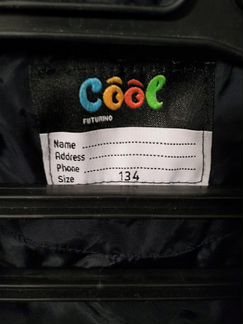 Cool
FUTURINO
Name
Address
Phone
Size 134